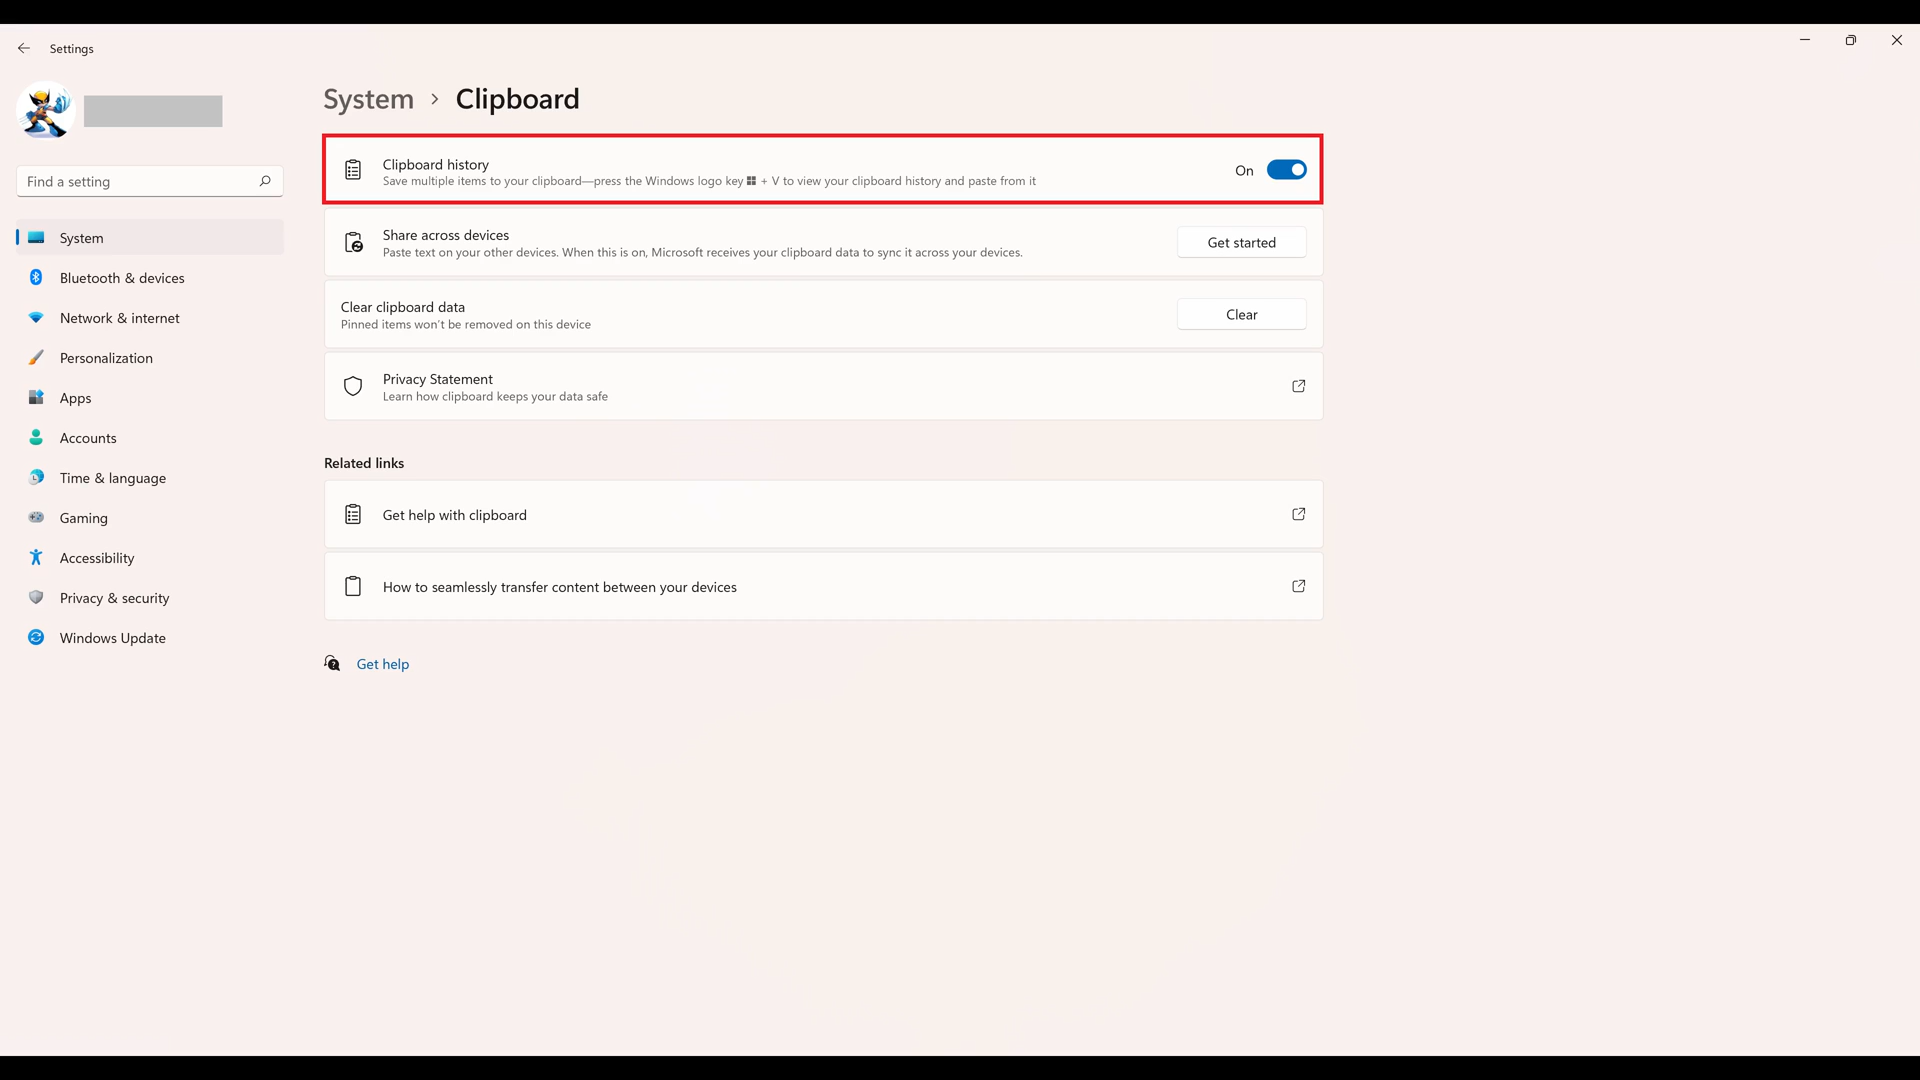 Settings
System > Clipboard
Find a setting
System
Bluetooth & devices
Network & internet
Personalization
Apps
Accounts
Time & language
Gaming
Accessibility
Privacy & security
Windows Update
Clipboard history
Save multiple items to your clipboard—press the Windows logo key + V to view your clipboard history and paste from it
On
Share across devices
Paste text on your other devices. When this is on, Microsoft receives your clipboard data to sync it across your devices.
Get started
Clear clipboard data
Pinned items won't be removed on this device
Clear
Privacy Statement
Learn how clipboard keeps your data safe
Related links
Get help with clipboard
How to seamlessly transfer content between your devices
Get help